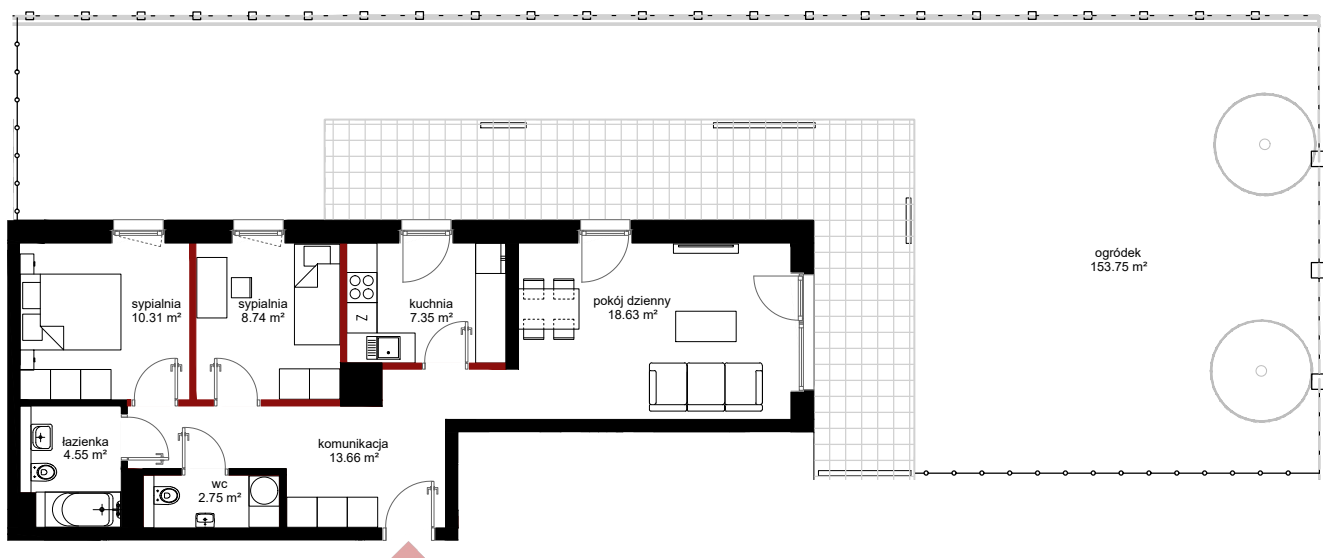 ogródek
153.75 m²
sypialnia
10.31 m²
sypialnia
8.74 m²
kuchnia
7.35 m²
pokój dzienny
18.63 m²
Z
łazienka
4.55 m²
komunikacja
13.66 m²
wc
2.75 m²